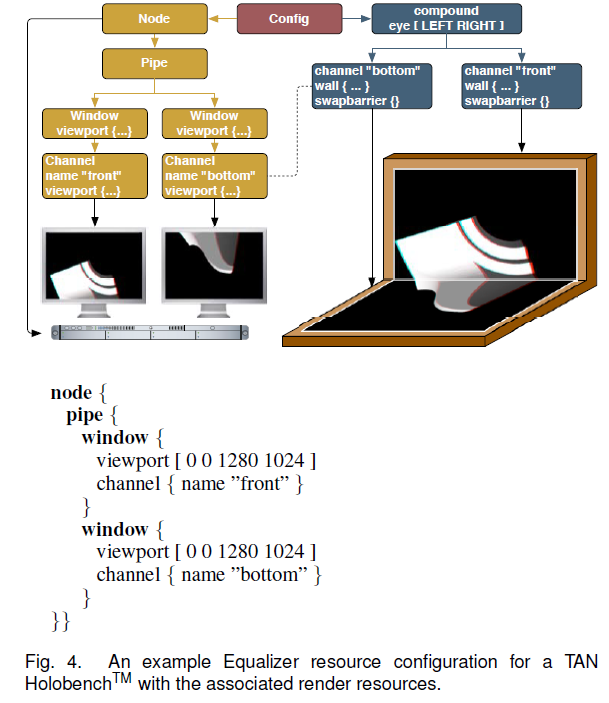 Node
Config
compound
eye [ LEFT RIGHT ]
Pipe
channel "bottom"
wall { ... }
swapbarrier {}
channel "front"
wall { ... }
swapbarrier {}
Window
viewport {...}
Window
viewport {...}
Channel
name "front"
viewport {...}
Channel
name "bottom"
viewport {...}
node {
pipe {
window {
viewport [ 0 0 1280 1024 ]
channel { name ”front” }
}
window {
viewport [ 0 0 1280 1024 ]
channel { name ”bottom” }
}
}}
Fig. 4. An example Equalizer resource configuration for a TAN
Holobench™ with the associated render resources.